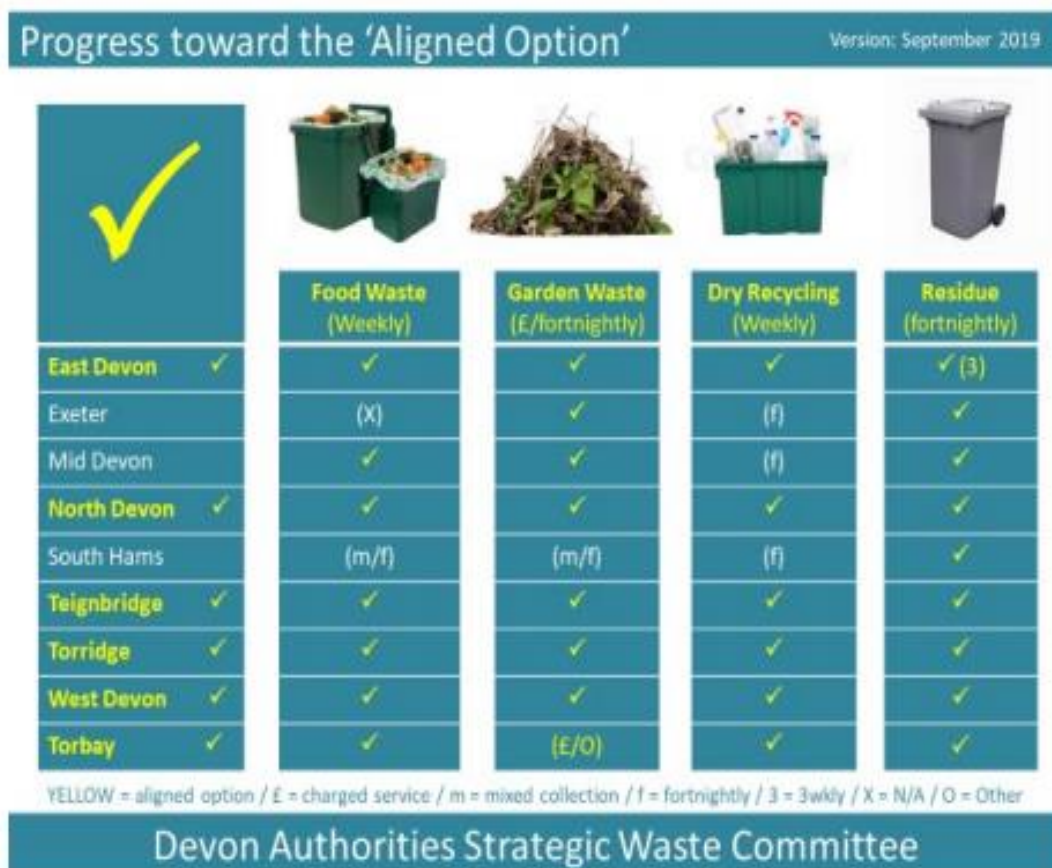 Progress toward the 'Aligned Option' Version: September 2019
✓
Food Waste Garden Waste Dry Recycling Residue
(Weekly) (£/fortnightly) (Weekly) (fortnightly)
East Devon ✓ ✓ ✓ ✓ ✓ (3)
Exeter (X) ✓ (f) ✓
Mid Devon ✓ ✓ (f) ✓
North Devon ✓ ✓ ✓ ✓ ✓
South Hams (m/f) (m/f) (f) ✓
Teignbridge ✓ ✓ ✓ ✓ ✓
Torridge ✓ ✓ ✓ ✓ ✓
West Devon ✓ ✓ ✓ ✓ ✓
Torbay ✓ ✓ (£/O) ✓ ✓
YELLOW = aligned option / £ = charged service / m = mixed collection / f = fortnightly / 3 = 3wkly / X = N/A / O = Other
Devon Authorities Strategic Waste Committee